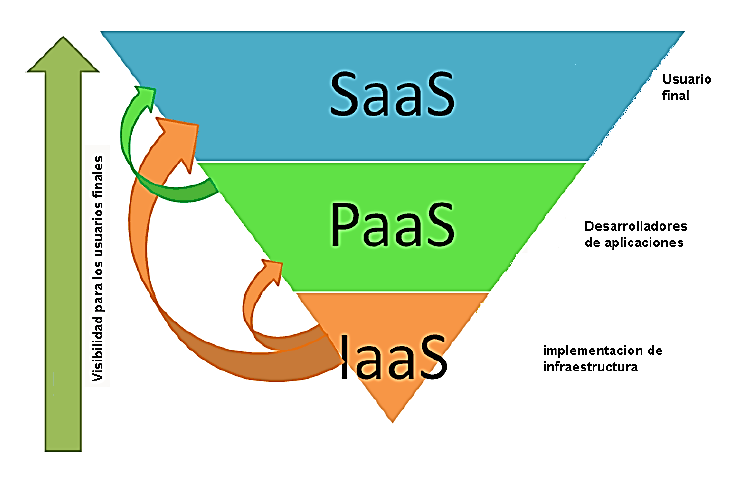 SaaS
Usuario
final
Visibilidad para los usuarios finales
PaaS
Desarrolladores
de aplicaciones
IaaS
implementacion de
infraestructura